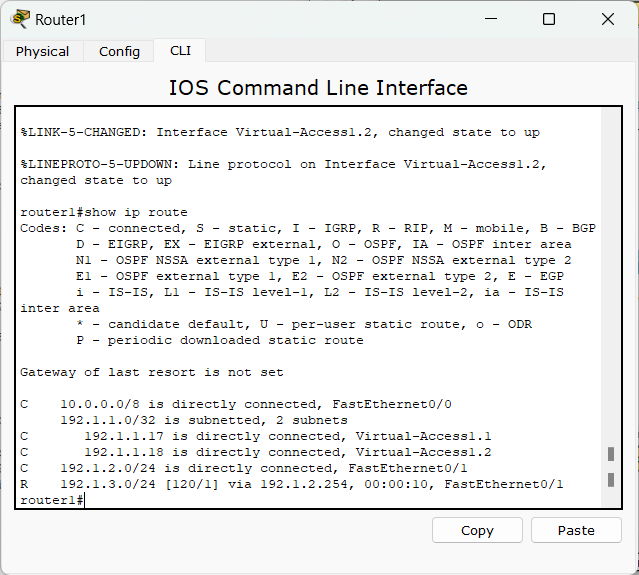 Router1
Physical Config CLI
IOS Command Line Interface
%LINK-5-CHANGED: Interface Virtual-Access1.2, changed state to up
%LINEPROTO-5-UPDOWN: Line protocol on Interface Virtual-Access1.2,
changed state to up
router1#show ip route
Codes: C - connected, S - static, I - IGRP, R - RIP, M - mobile, B - BGP
D - EIGRP, EX - EIGRP external, O - OSPF, IA - OSPF inter area
N1 - OSPF NSSA external type 1, N2 - OSPF NSSA external type 2
E1 - OSPF external type 1, E2 - OSPF external type 2, E - EGP
i - IS-IS, L1 - IS-IS level-1, L2 - IS-IS level-2, ia - IS-IS
inter area
* - candidate default, U - per-user static route, o - ODR
P - periodic downloaded static route
Gateway of last resort is not set
C 10.0.0.0/8 is directly connected, FastEthernet0/0
192.1.1.0/32 is subnetted, 2 subnets
C 192.1.1.17 is directly connected, Virtual-Access1.1
C 192.1.1.18 is directly connected, Virtual-Access1.2
C 192.1.2.0/24 is directly connected, FastEthernet0/1
R 192.1.3.0/24 [120/1] via 192.1.2.254, 00:00:10, FastEthernet0/1
router1#
Copy Paste